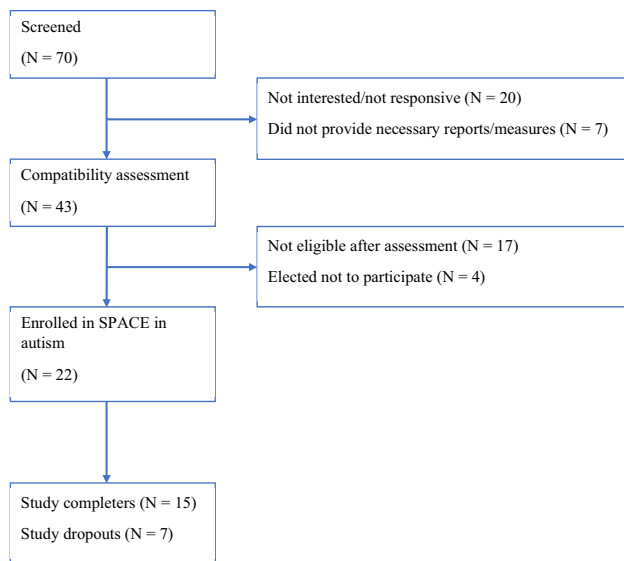 Screened
(N = 70)
Not interested/not responsive (N = 20)
Did not provide necessary reports/measures (N = 7)
Compatibility assessment
(N = 43)
Not eligible after assessment (N = 17)
Elected not to participate (N = 4)
Enrolled in SPACE in
autism
(N = 22)
Study completers (N = 15)
Study dropouts (N = 7)